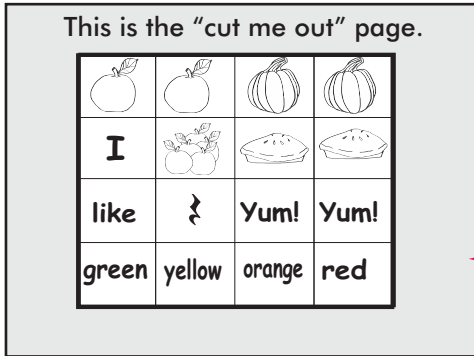 This is the “cut me out” page.
I
like Yum! Yum!
green yellow orange red